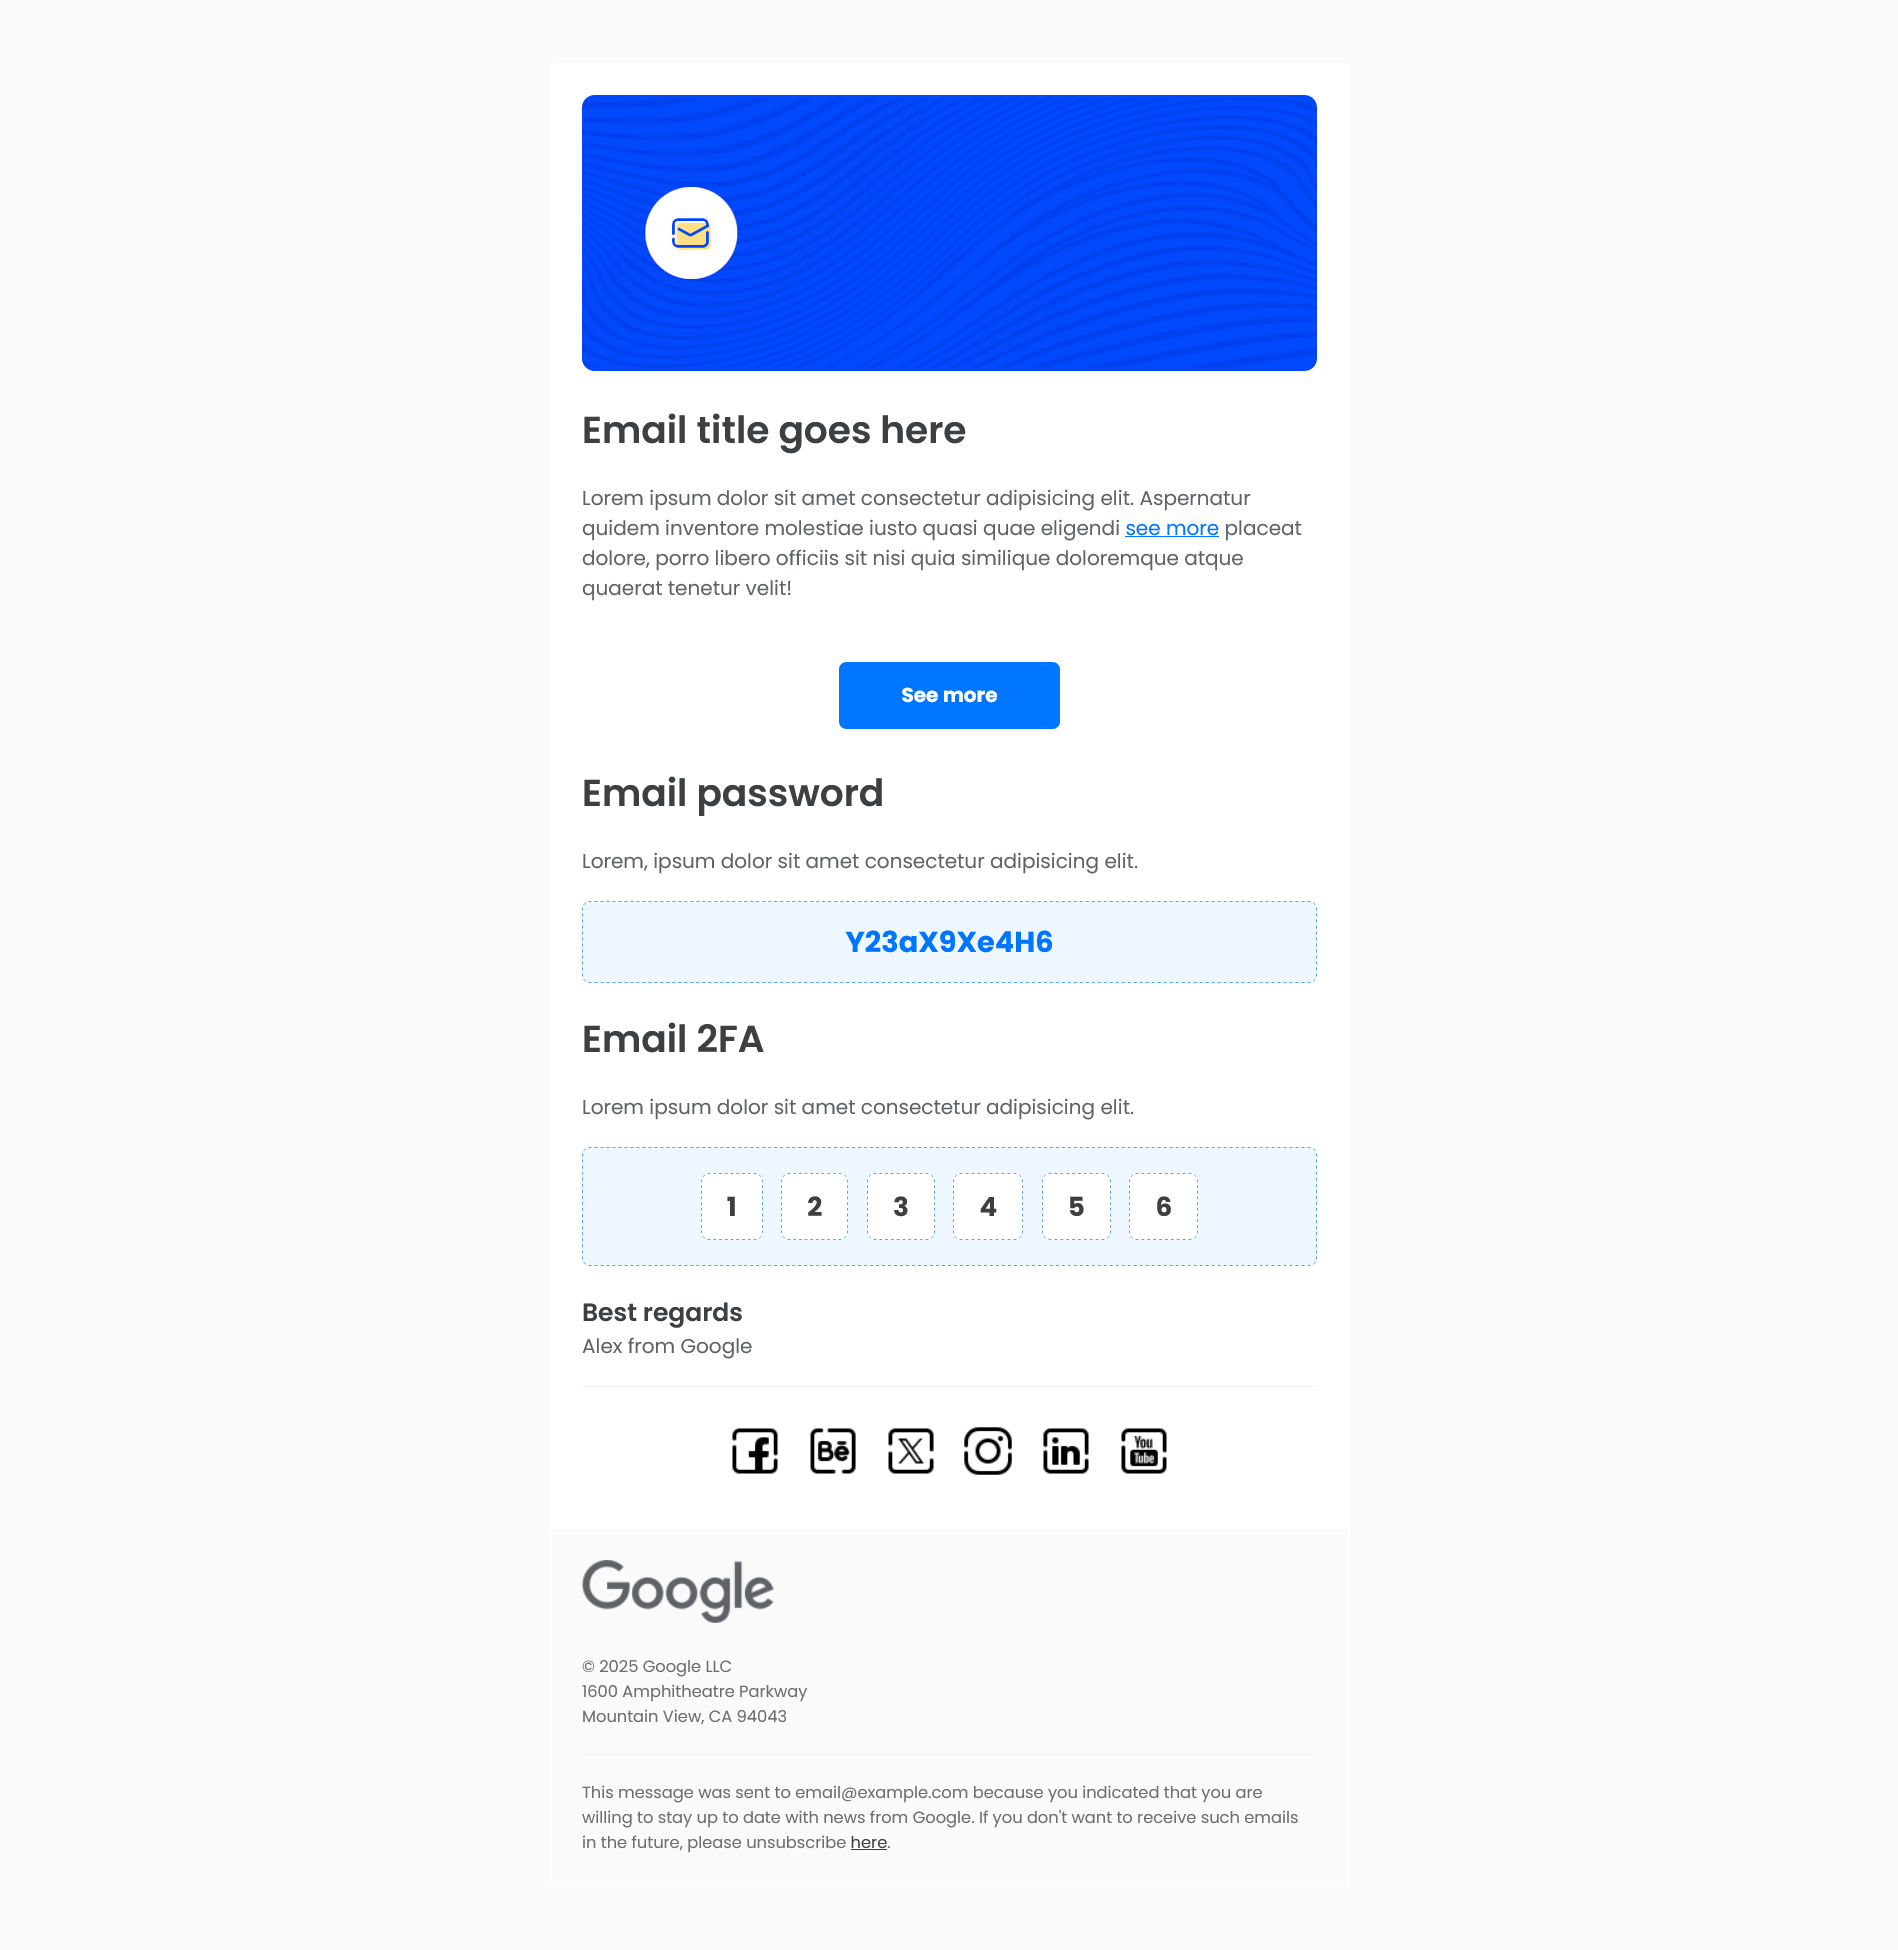 Email title goes here
Lorem ipsum dolor sit amet consectetur adipisicing elit. Aspernatur
quidem inventore molestiae iusto quasi quae eligendi see more placeat
dolore, porro libero officiis sit nisi quia similique doloremque atque
quaerat tenetur velit!
See more
Email password
Lorem, ipsum dolor sit amet consectetur adipisicing elit.
Y23aX9Xe4H6
Email 2FA
Lorem ipsum dolor sit amet consectetur adipisicing elit.
1 2 3 4 5 6
Best regards
Alex from Google
f Bē X in You Tube
Google
© 2025 Google LLC
1600 Amphitheatre Parkway
Mountain View, CA 94043
This message was sent to email@example.com because you indicated that you are
willing to stay up to date with news from Google. If you don't want to receive such emails
in the future, please unsubscribe here.